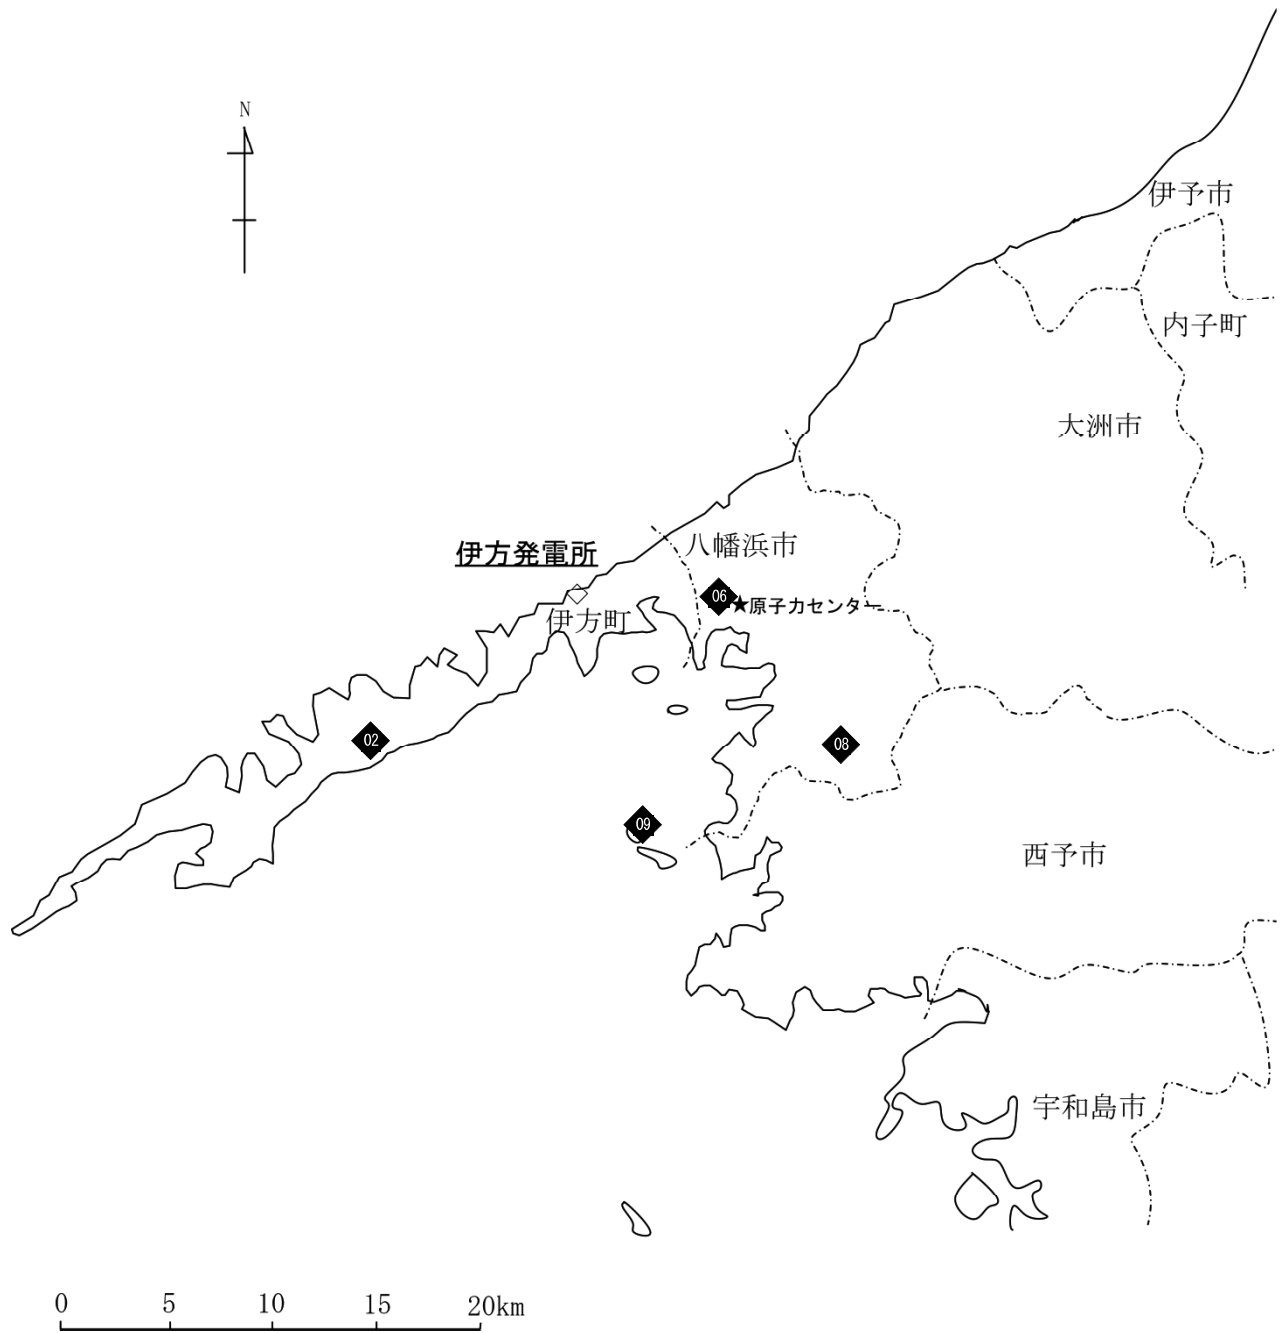 N
伊予市
内子町
大洲市
八幡浜市
伊方発電所
06
★原子力センター
伊方町
02
08
09
西予市
宇和島市
0 5 10 15 20km